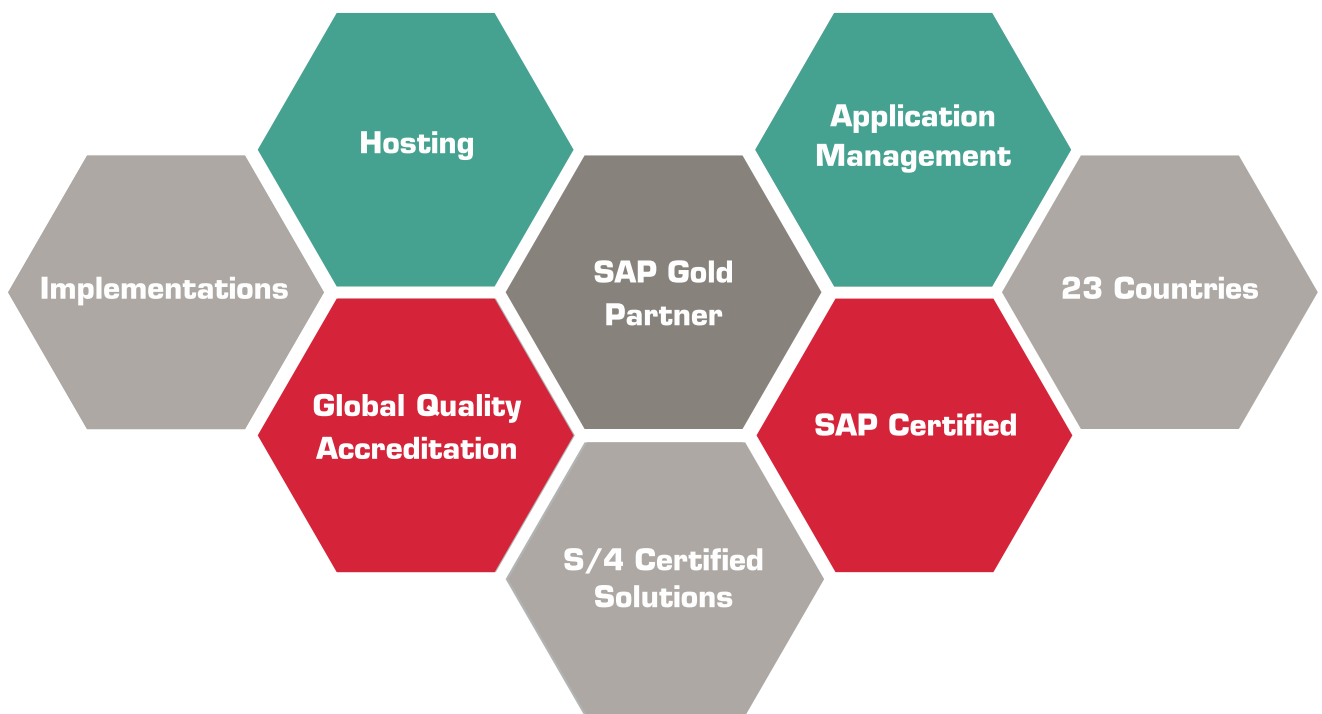 Hosting
Application
Management
Implementations
SAP Gold
Partner
23 Countries
Global Quality
Accreditation
SAP Certified
S/4 Certified
Solutions